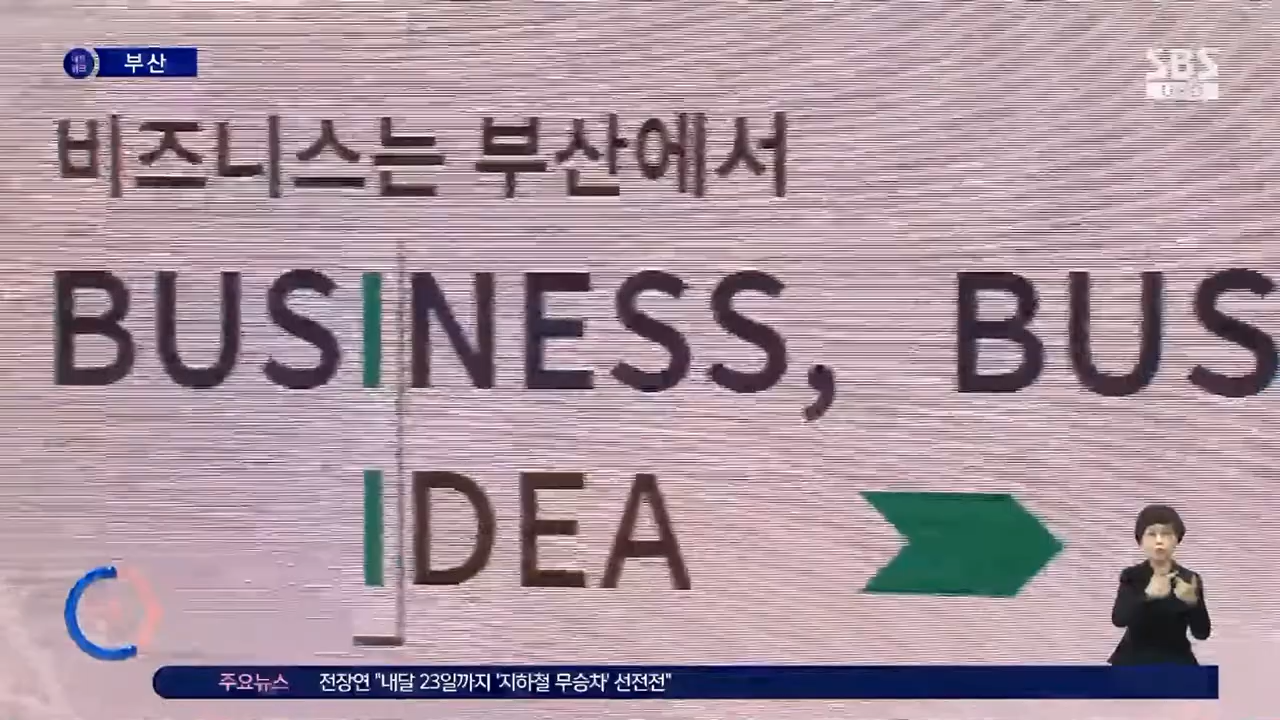 부산
SBS
UHD
비즈니스는 부산에서
BUSINESS, BUS
IDEA
주요뉴스 전장연 "내달 23일까지 '지하철 무승차' 선전전"